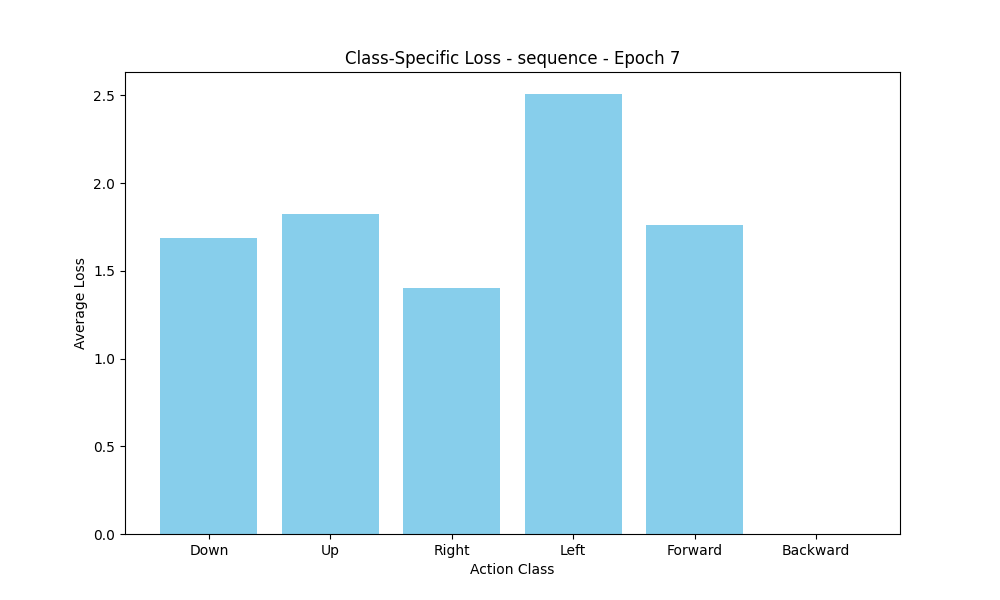 Class-Specific Loss - sequence - Epoch 7
Average Loss
2.5
2.0
1.5
1.0
0.5
0.0
Down Up Right Left Forward Backward
Action Class